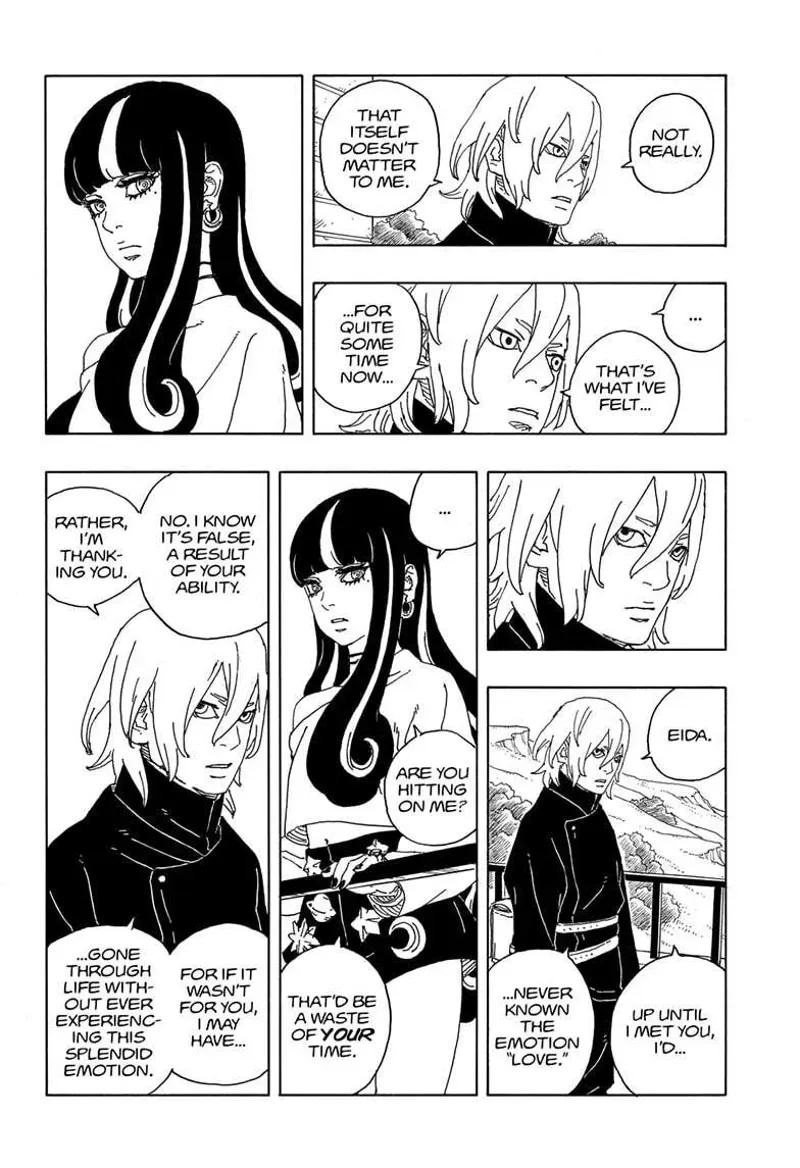 NOT
REALLY.
THAT
ITSELF
DOESN'T
MATTER
TO ME.
...
THAT'S
WHAT I'VE
FELT...
...FOR
QUITE
SOME
TIME
NOW...
EIDA.
UP UNTIL
I MET YOU,
I'D...
...NEVER
KNOWN
THE
EMOTION
"LOVE."
...
ARE YOU
HITTING
ON ME?
THAT'D BE
A WASTE
OF YOUR
TIME.
NO. I KNOW
IT'S FALSE,
A RESULT
OF YOUR
ABILITY.
RATHER,
I'M
THANK-
ING YOU.
FOR IF IT
WASN'T
FOR YOU,
I MAY
HAVE...
...GONE
THROUGH
LIFE WITH-
OUT EVER
EXPERIENC-
ING THIS
SPLENDID
EMOTION.